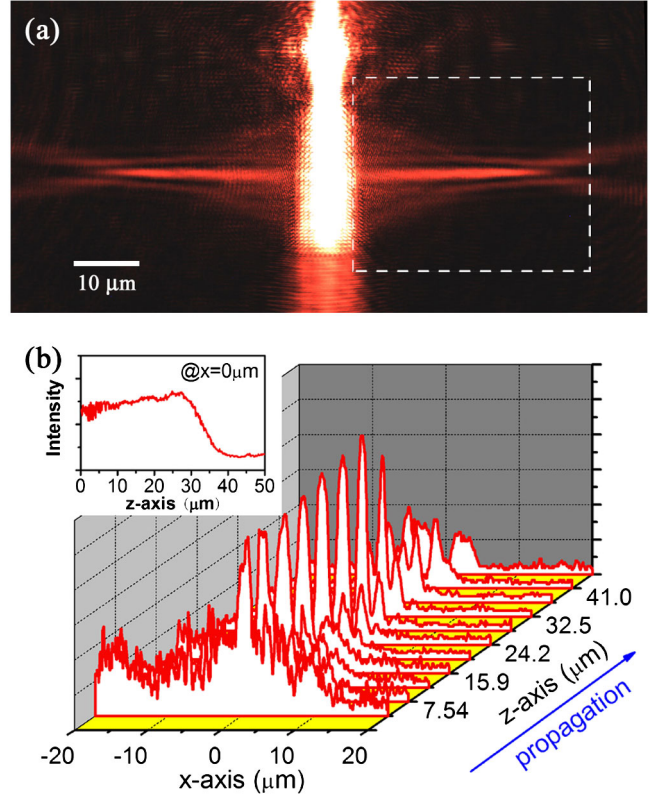 (a)
10 μm
(b)
@x=0μm
Intensity
0 10 20 30 40 50
z-axis (μm)
41.0
32.5
24.2
15.9
7.54
z-axis (μm)
propagation
-20 -10 0 10 20
x-axis (μm)